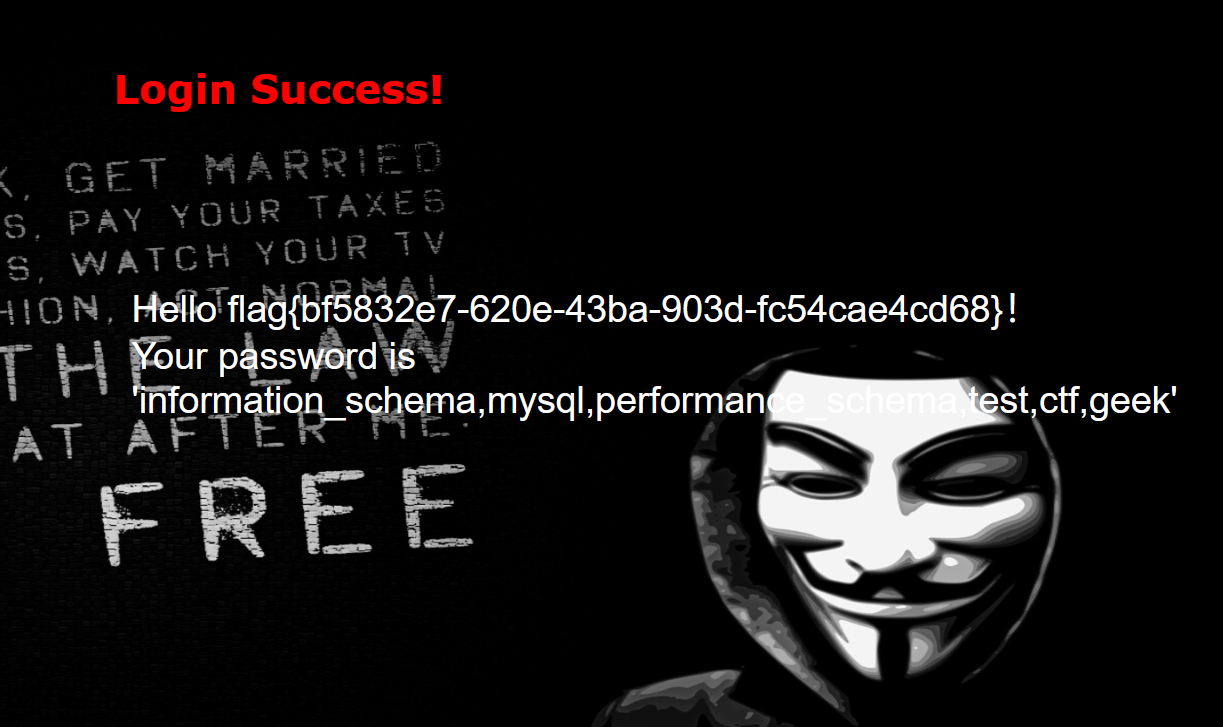 Login Success!
K, GET MARRIED
S, PAY YOUR TAXES
S, WATCH YOUR TV
HION, ACT NORMAL
Hello flag{bf5832e7-620e-43ba-903d-fc54cae4cd68}!
THE LAW
Your password is
'information_schema,mysql,performance_schema,test,ctf,geek'
AT AFTER ME:
FREE